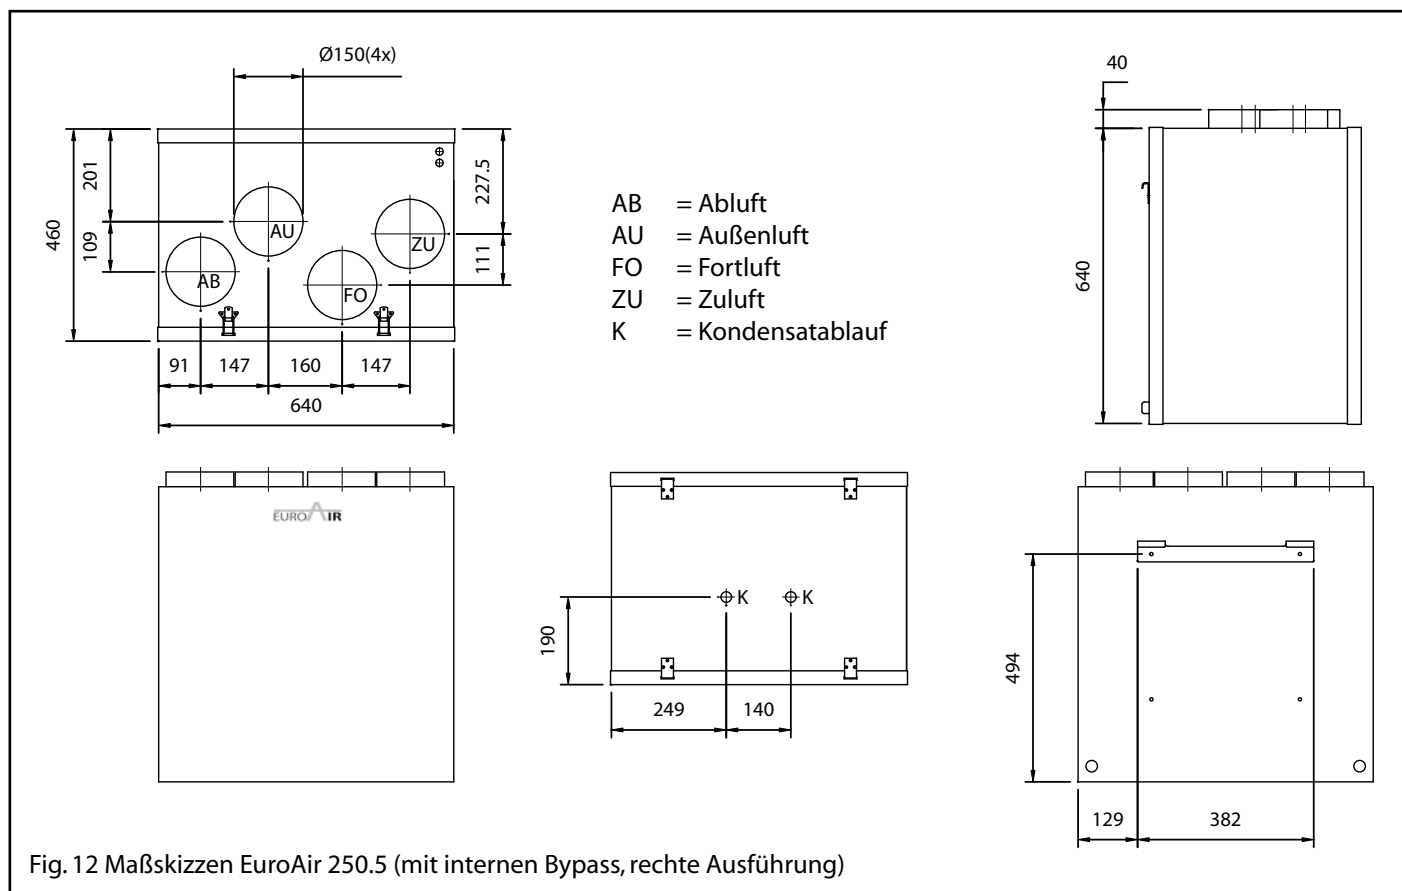 Ø150(4x)
40
201
109
460
227.5
111
AU
ZU
AB
FO
91
147
160
147
640
AB = Abluft
AU = Außenluft
FO = Fortluft
ZU = Zuluft
K = Kondensatablauf
640
EUROAIR
K
K
190
249
140
494
129
382
Fig. 12 Maßskizzen EuroAir 250.5 (mit internen Bypass, rechte Ausführung)